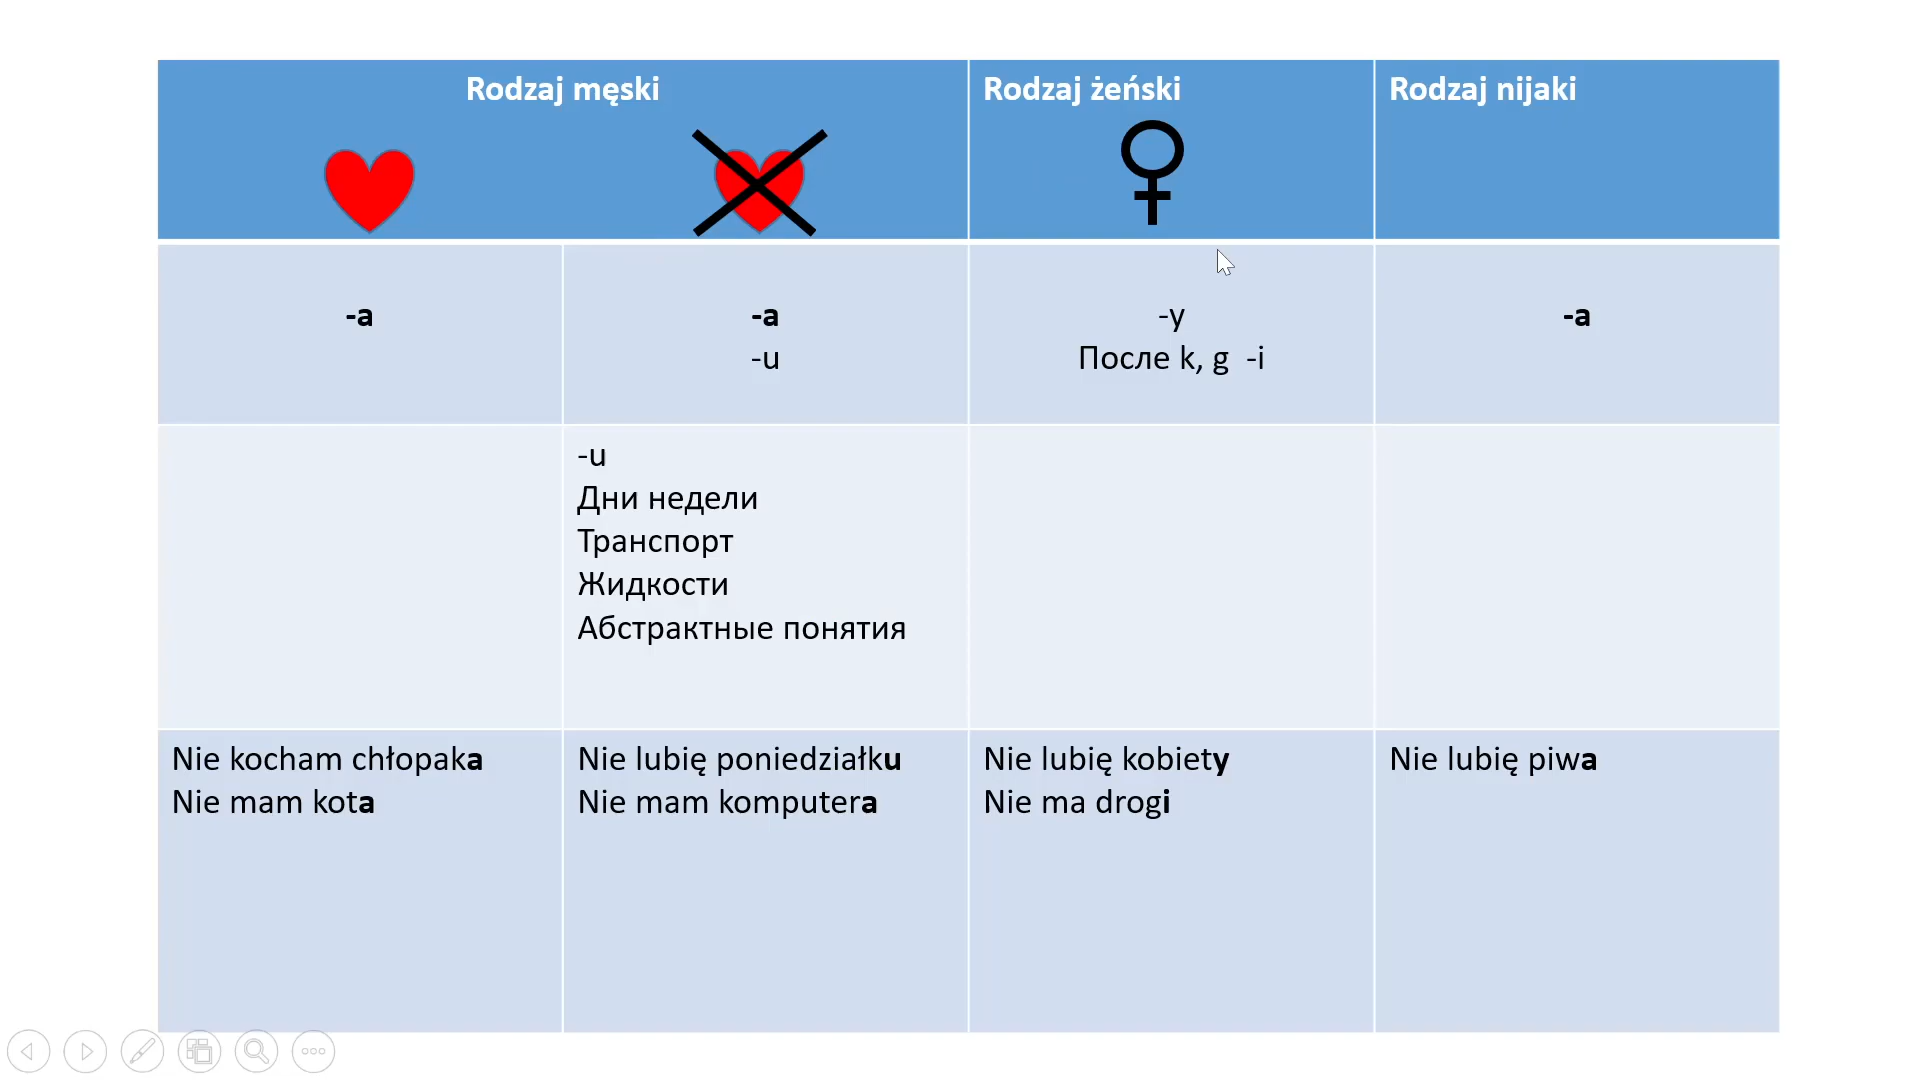 Rodzaj męski
Rodzaj żeński
Rodzaj nijaki
-a
-a
-u
-y
После k, g -i
-a
-u
Дни недели
Транспорт
Жидкости
Абстрактные понятия
Nie kocham chłopaka
Nie mam kota
Nie lubię poniedziałku
Nie mam komputera
Nie lubię kobiety
Nie ma drogi
Nie lubię piwa